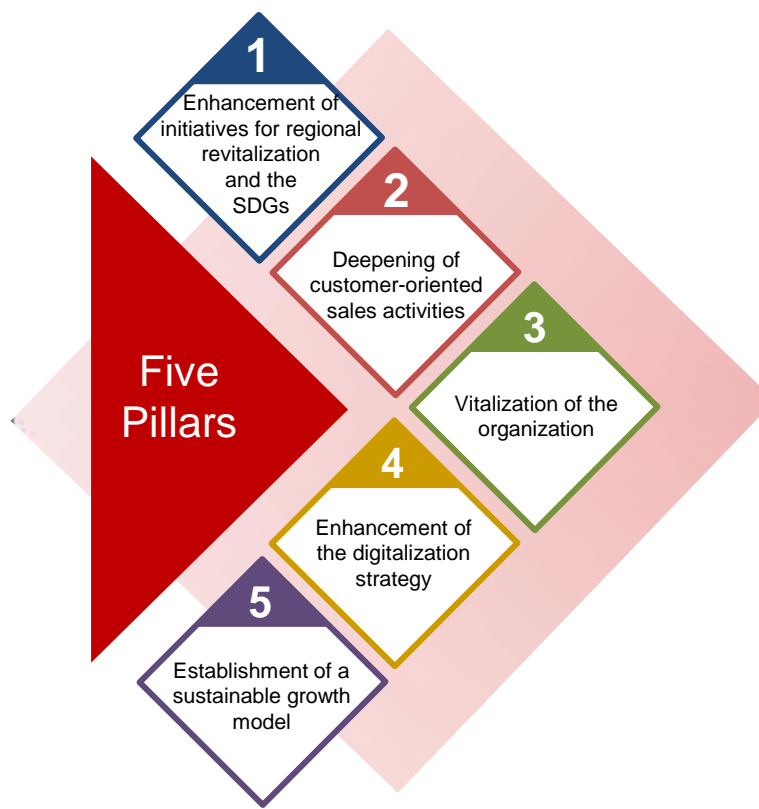 Five
Pillars
1
Enhancement of
initiatives for regional
revitalization
and the
SDGs
2
Deepening of
customer-oriented
sales activities
3
Vitalization of the
organization
4
Enhancement of
the digitalization
strategy
5
Establishment of a
sustainable growth
model